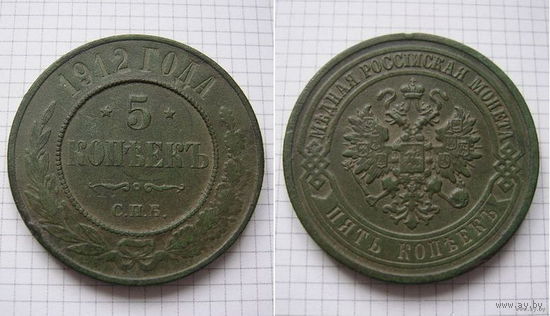 1912 ГОДА
5
КОПѢЕКЪ
С.П.Б.
МѢДНАЯ РОССІЙСКАЯ МОНЕТА
ПЯТЬ КОПѢЕКЪ
www.ay.by